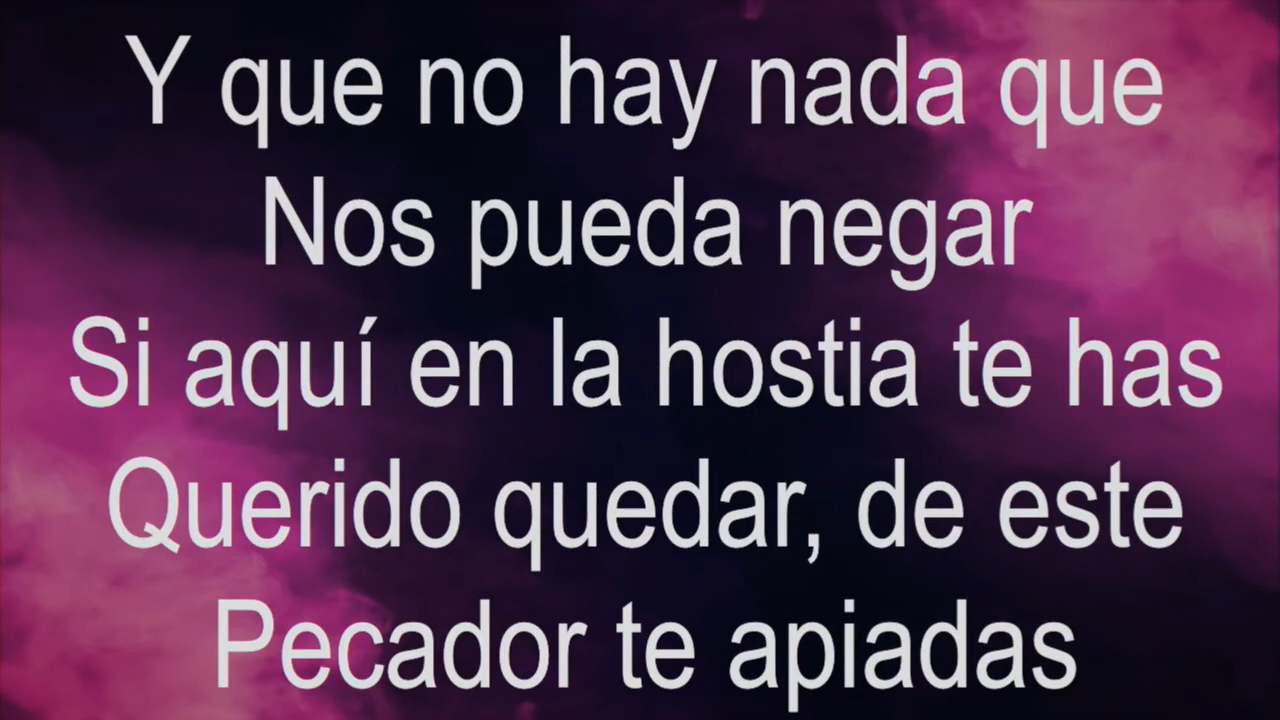 Y que no hay nada que
Nos pueda negar
Si aquí en la hostia te has
Querido quedar, de este
Pecador te apiadas